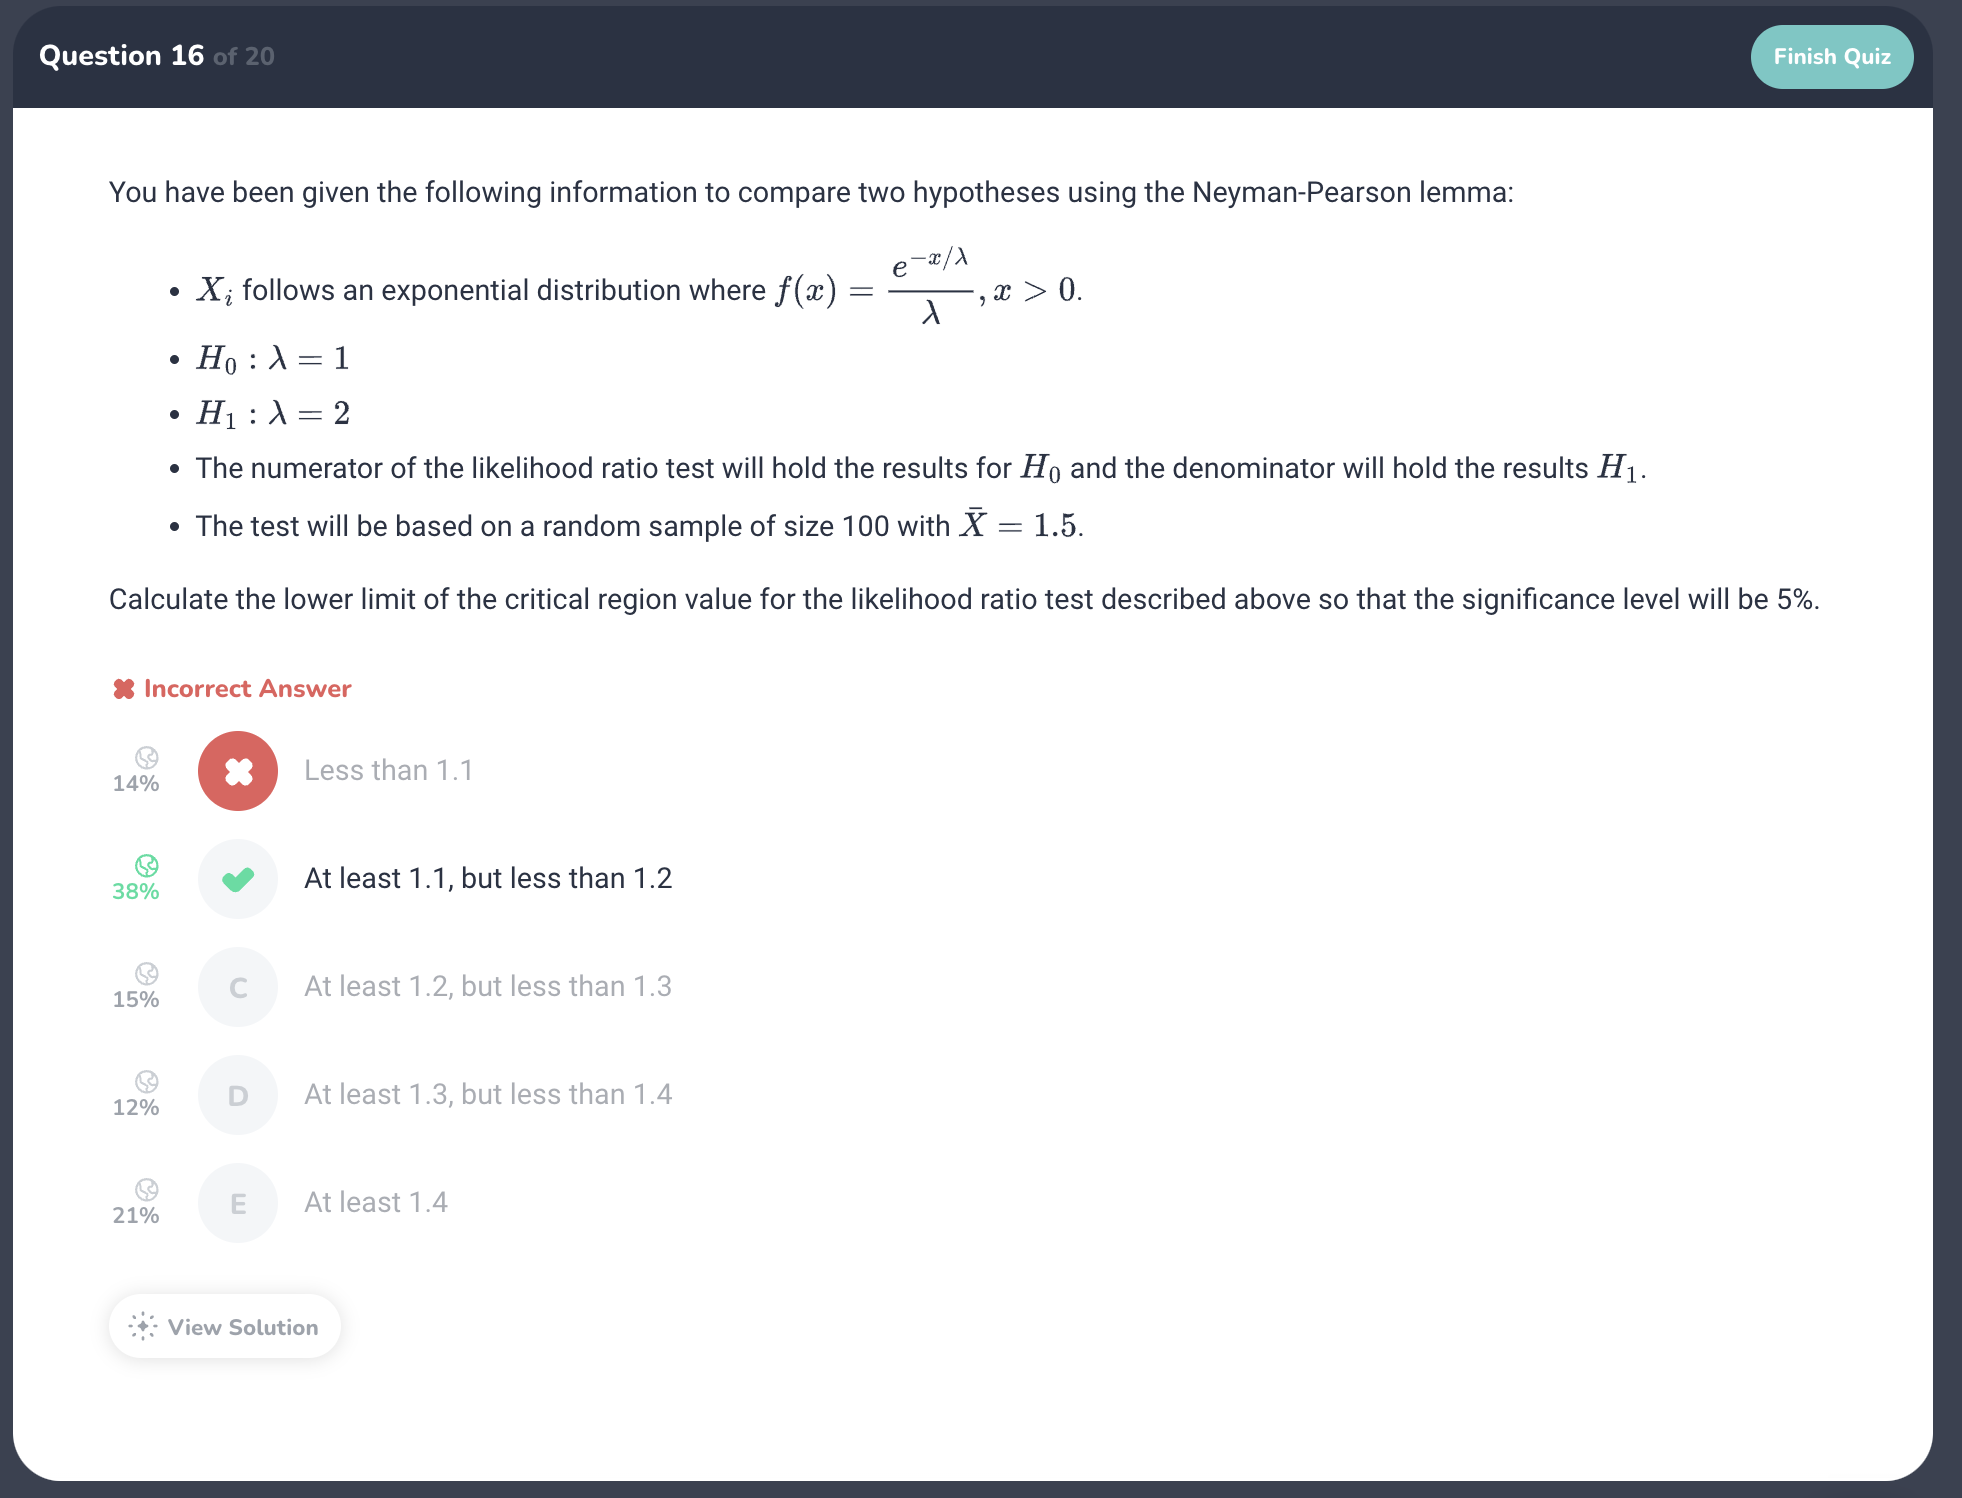 Question 16 of 20
Finish Quiz
You have been given the following information to compare two hypotheses using the Neyman-Pearson lemma:
• X_i follows an exponential distribution where f(x) = e^{−x/λ}/λ, x > 0.
• H_0 : λ = 1
• H_1 : λ = 2
• The numerator of the likelihood ratio test will hold the results for H_0 and the denominator will hold the results H_1.
• The test will be based on a random sample of size 100 with X̄ = 1.5.
Calculate the lower limit of the critical region value for the likelihood ratio test described above so that the significance level will be 5%.
Incorrect Answer
14% Less than 1.1
38% At least 1.1, but less than 1.2
15% C At least 1.2, but less than 1.3
12% D At least 1.3, but less than 1.4
21% E At least 1.4
View Solution